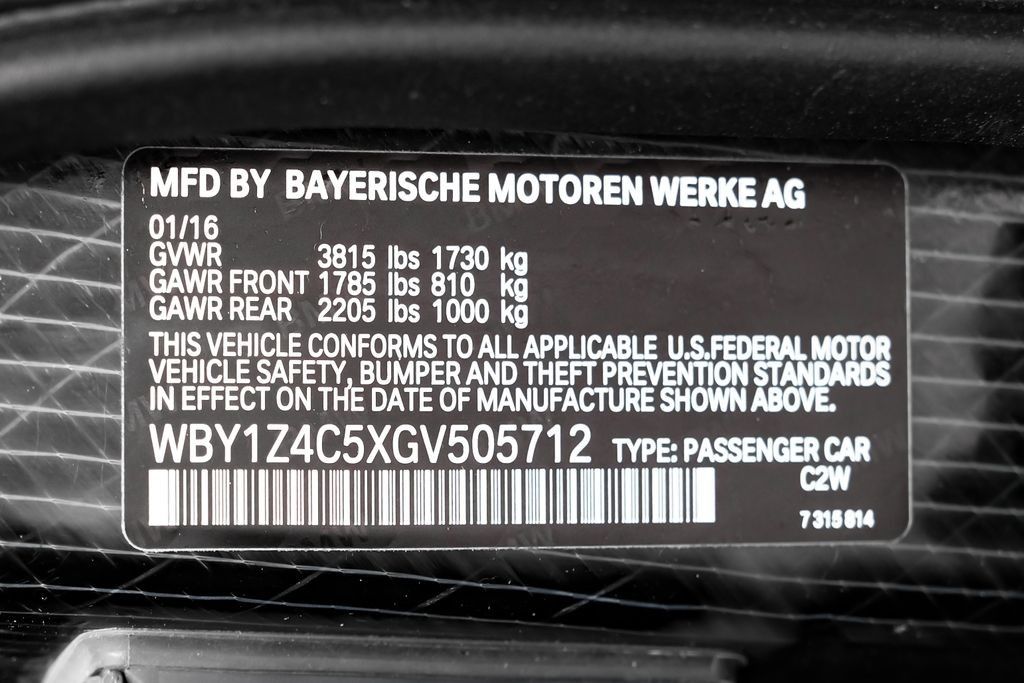 MFD BY BAYERISCHE MOTOREN WERKE AG
01/16
GVWR 3815 lbs 1730 kg
GAWR FRONT 1785 lbs 810 kg
GAWR REAR 2205 lbs 1000 kg
THIS VEHICLE CONFORMS TO ALL APPLICABLE U.S.FEDERAL MOTOR
VEHICLE SAFETY, BUMPER AND THEFT PREVENTION STANDARDS
IN EFFECT ON THE DATE OF MANUFACTURE SHOWN ABOVE.
WBY1Z4C5XGV505712 TYPE: PASSENGER CAR
C2W
7 315 814